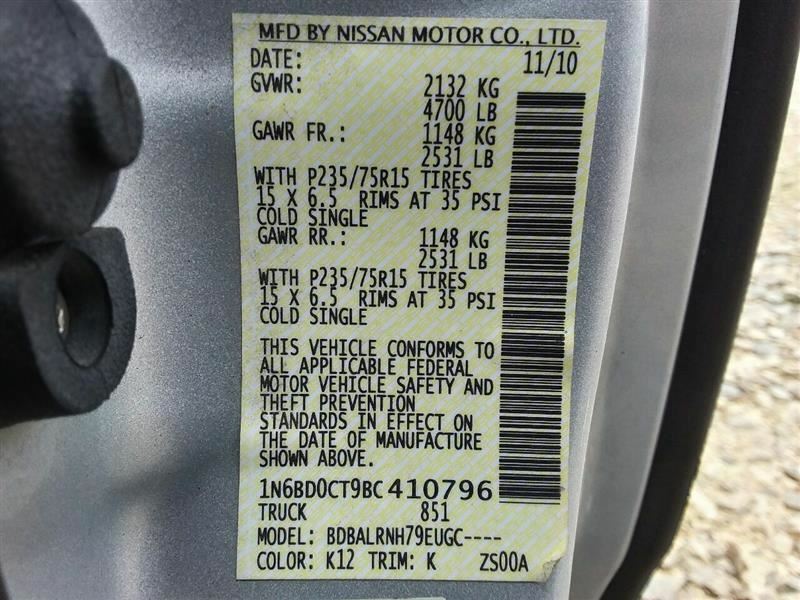 MFD BY NISSAN MOTOR CO., LTD.
DATE: 11/10
GVWR: 2132 KG
4700 LB
GAWR FR.: 1148 KG
2531 LB
WITH P235/75R15 TIRES
15 X 6.5 RIMS AT 35 PSI
COLD SINGLE
GAWR RR.: 1148 KG
2531 LB
WITH P235/75R15 TIRES
15 X 6.5 RIMS AT 35 PSI
COLD SINGLE
THIS VEHICLE CONFORMS TO
ALL APPLICABLE FEDERAL
MOTOR VEHICLE SAFETY AND
THEFT PREVENTION
STANDARDS IN EFFECT ON
THE DATE OF MANUFACTURE
SHOWN ABOVE.
1N6BD0CT9BC410796
TRUCK 851
MODEL: BDBALRNH79EUGC----
COLOR: K12 TRIM: K ZS00A